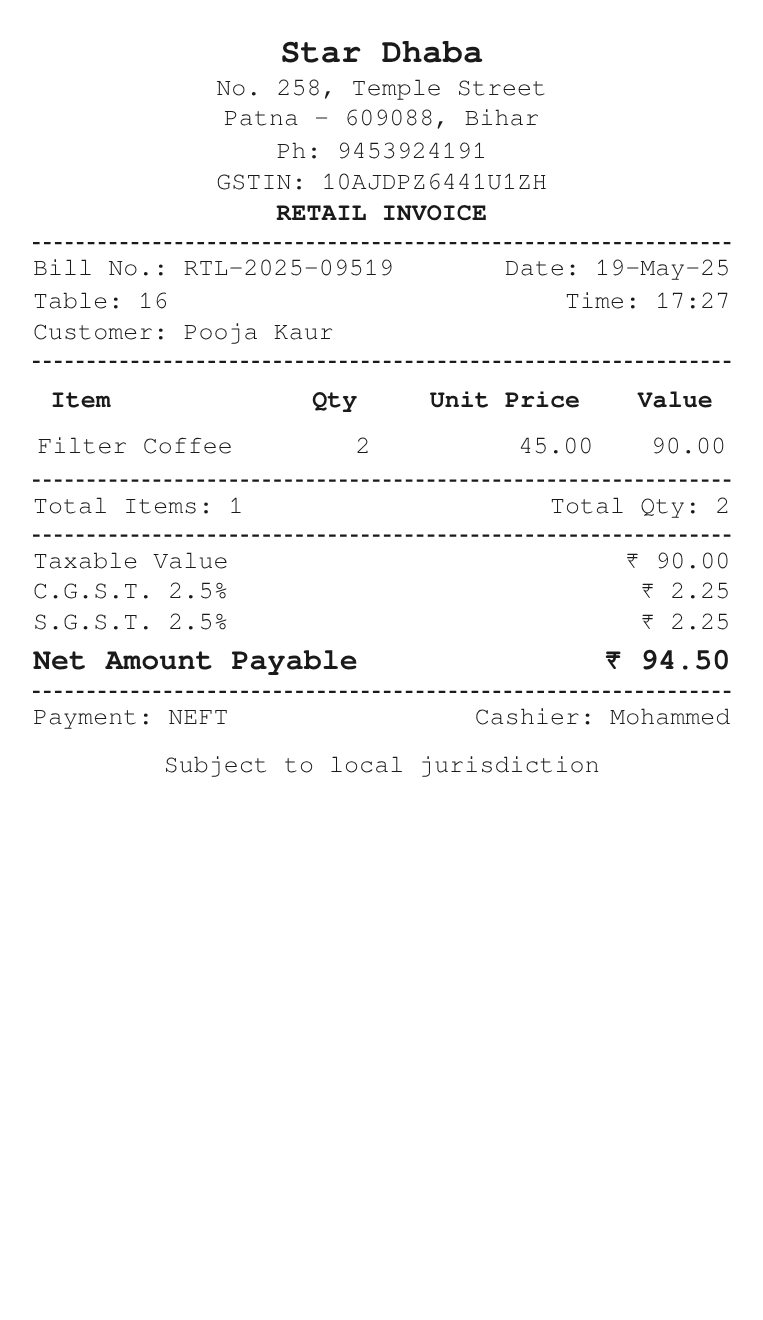 Star Dhaba
No. 258, Temple Street
Patna - 609088, Bihar
Ph: 9453924191
GSTIN: 10AJDPZ6441U1ZH
RETAIL INVOICE
Bill No.: RTL-2025-09519 Date: 19-May-25
Table: 16 Time: 17:27
Customer: Pooja Kaur
Item Qty Unit Price Value
Filter Coffee 2 45.00 90.00
Total Items: 1 Total Qty: 2
Taxable Value ₹ 90.00
C.G.S.T. 2.5% ₹ 2.25
S.G.S.T. 2.5% ₹ 2.25
Net Amount Payable ₹ 94.50
Payment: NEFT Cashier: Mohammed
Subject to local jurisdiction